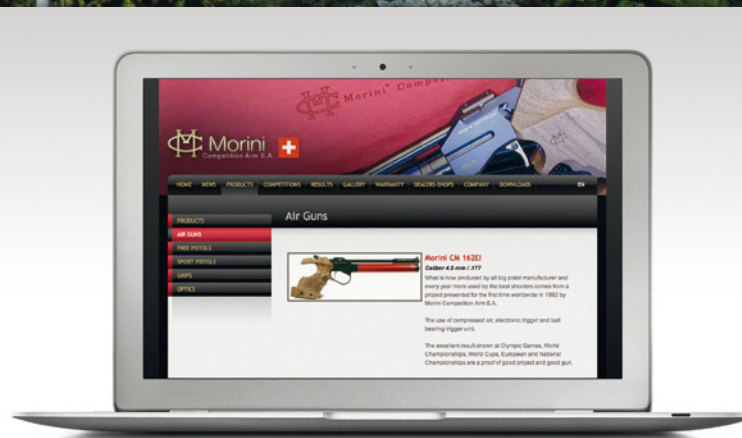 Morini® Compet
Morini
Competition Arm S.A.
HOME NEWS PRODUCTS COMPETITIONS RESULTS GALLERY WARRANTY DEALERS-SHOPS COMPANY DOWNLOADS EN
Air Guns
PRODUCTS
AIR GUNS
FREE PISTOLS
SPORT PISTOLS
GRIPS
OPTICS
Morini CM 162EI
Caliber 4.5 mm / .177
What is now produced by all big pistol manufacturer and
every year more used by the best shooters comes from a
project presented for the first time worldwide in 1992 by
Morini Competition Arm S.A.
The use of compressed air, electronic trigger and ball
bearing trigger unit.
The excellent result shown at Olympic Games, World
Championships, World Cups, European and National
Championships are a proof of good project and good gun.